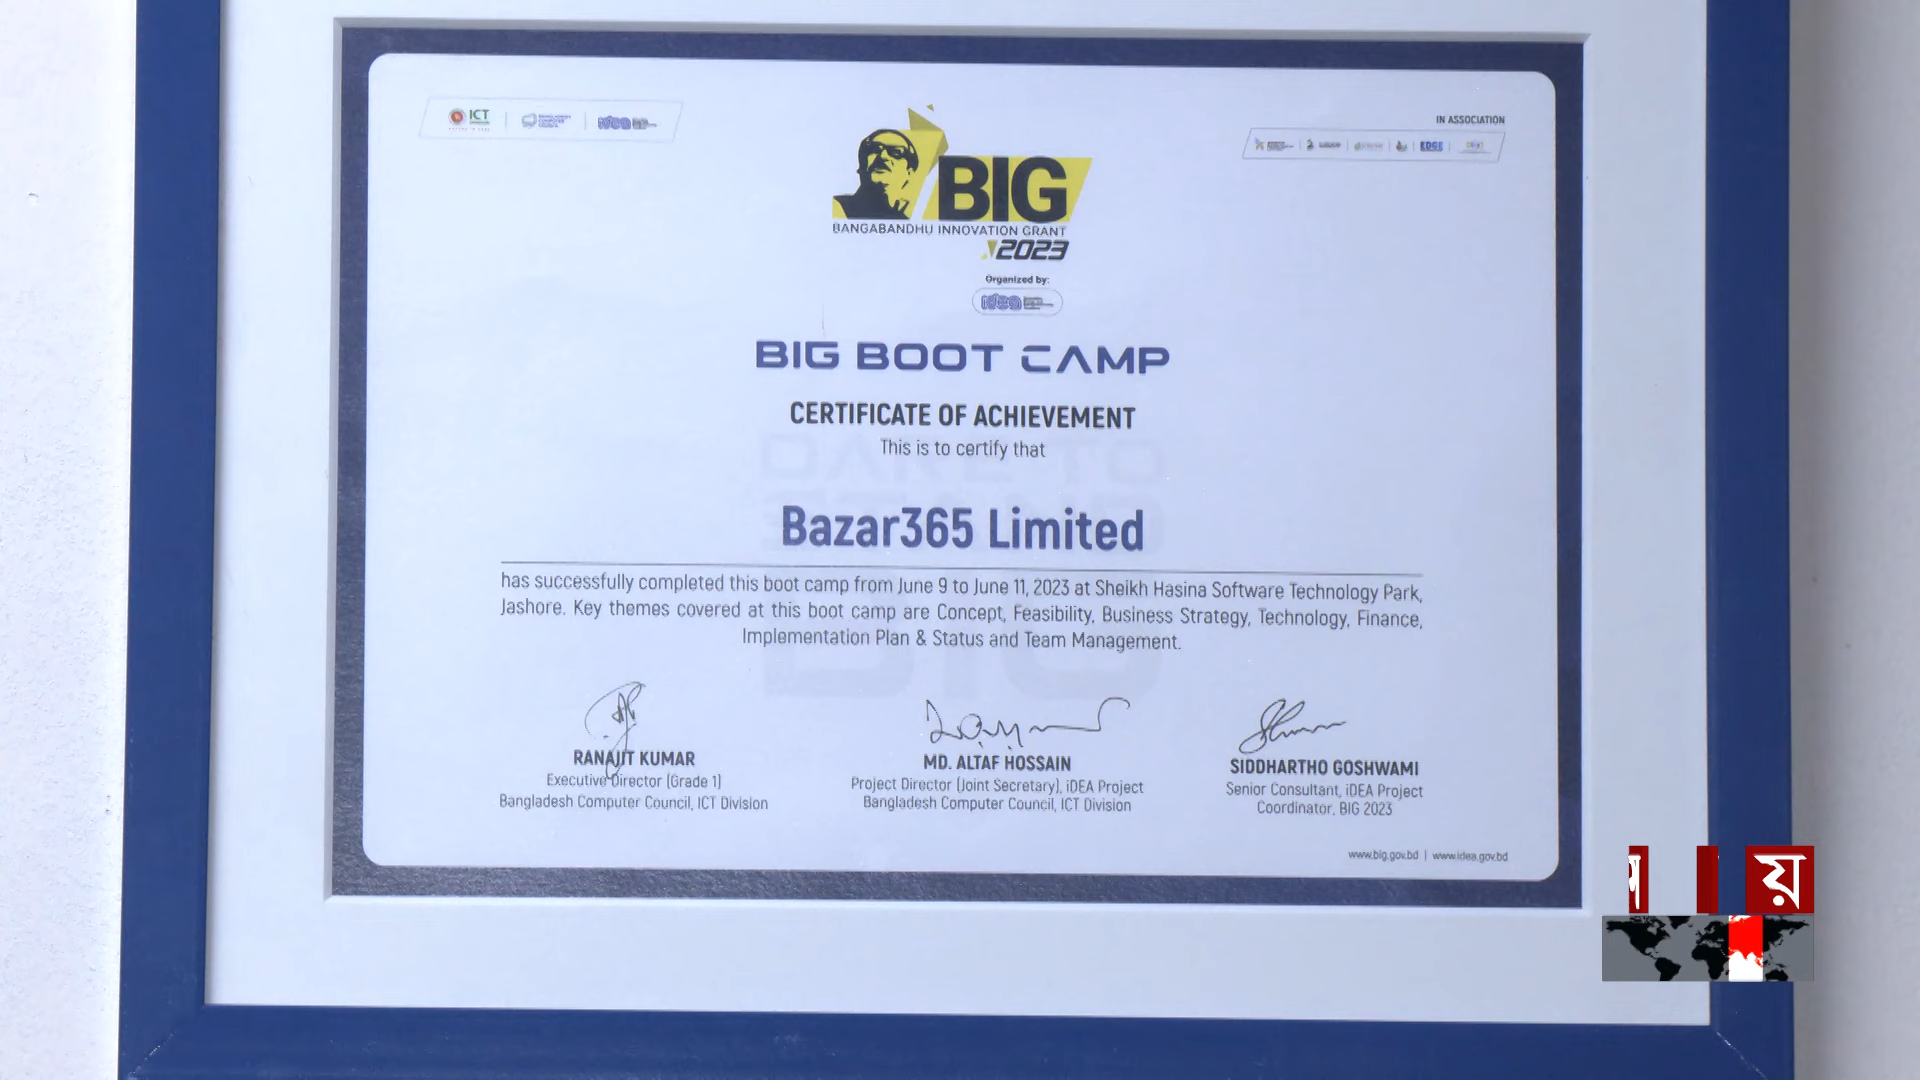 ICT
idea
IN ASSOCIATION
EDGE
BIG
BANGABANDHU INNOVATION GRANT
2023
Organized by:
idea
BIG BOOT CAMP
CERTIFICATE OF ACHIEVEMENT
This is to certify that
Bazar365 Limited
has successfully completed this boot camp from June 9 to June 11, 2023 at Sheikh Hasina Software Technology Park,
Jashore. Key themes covered at this boot camp are Concept, Feasibility, Business Strategy, Technology, Finance,
Implementation Plan & Status and Team Management.
RANAJIT KUMAR
Executive Director (Grade 1)
Bangladesh Computer Council, ICT Division
MD. ALTAF HOSSAIN
Project Director (Joint Secretary), iDEA Project
Bangladesh Computer Council, ICT Division
SIDDHARTHO GOSHWAMI
Senior Consultant, iDEA Project
Coordinator, BIG 2023
www.big.gov.bd | www.idea.gov.bd
য়